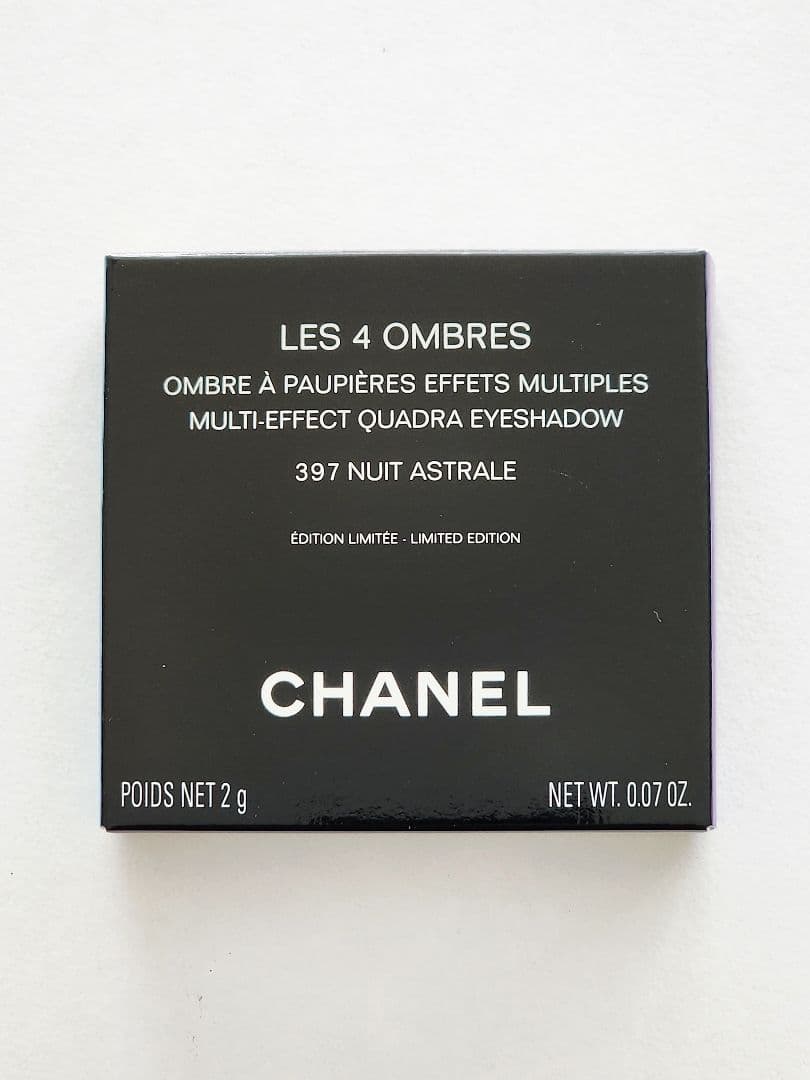 LES 4 OMBRES
OMBRE À PAUPIÈRES EFFETS MULTIPLES
MULTI-EFFECT QUADRA EYESHADOW
397 NUIT ASTRALE
ÉDITION LIMITÉE - LIMITED EDITION
CHANEL
POIDS NET 2 g NET WT. 0.07 OZ.